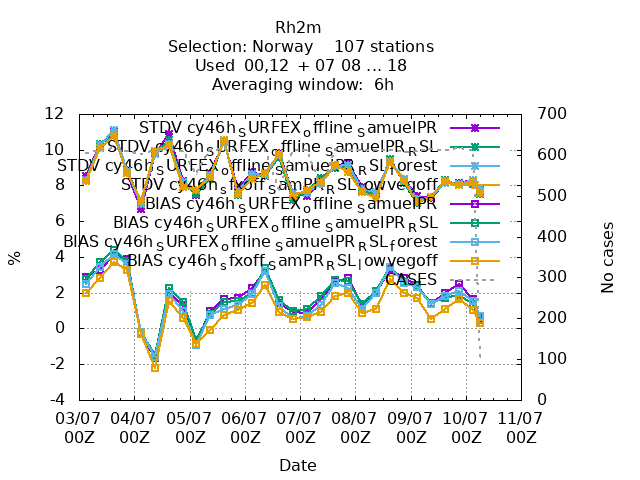 Rh2m
Selection: Norway 107 stations
Used 00,12 + 07 08 ... 18
Averaging window: 6h
STDV cy46h_SURFEX_offline_samuelPR
STDV cy46h_SURFEX_offline_samuelPR_RSL
STDV cy46h_SURFEX_offline_samuelPR_RSL_forest
STDV cy46h_sfxoff_samPR_RSL_lowvegoff
BIAS cy46h_SURFEX_offline_samuelPR
BIAS cy46h_SURFEX_offline_samuelPR_RSL
BIAS cy46h_SURFEX_offline_samuelPR_RSL_forest
BIAS cy46h_sfxoff_samPR_RSL_lowvegoff
CASES
12
10
8
6
4
2
0
-2
-4
%
700
600
500
400
300
200
100
0
No cases
03/07 04/07 05/07 06/07 07/07 08/07 09/07 10/07 11/07
00Z 00Z 00Z 00Z 00Z 00Z 00Z 00Z 00Z
Date